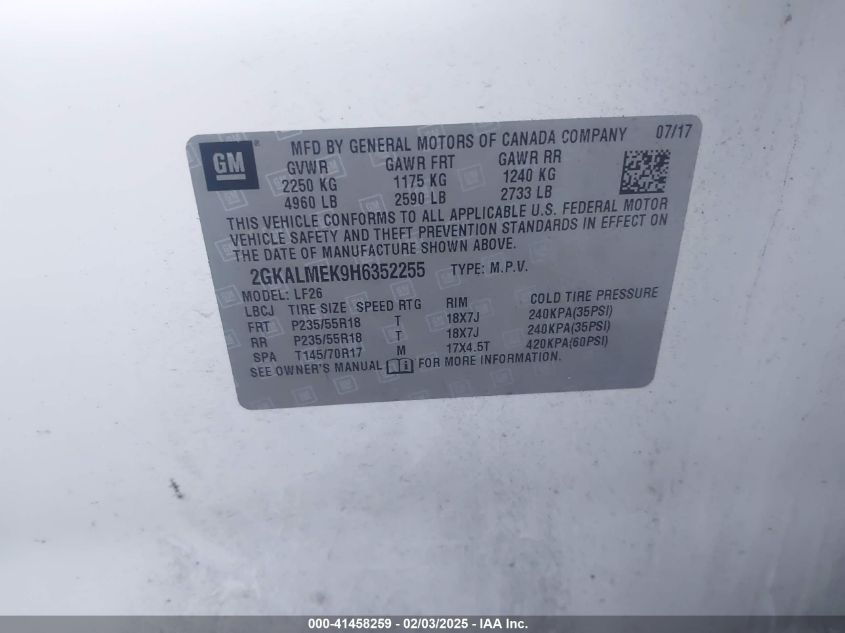 GM
MFD BY GENERAL MOTORS OF CANADA COMPANY 07/17
GVWR GAWR FRT GAWR RR
2250 KG 1175 KG 1240 KG
4960 LB 2590 LB 2733 LB
THIS VEHICLE CONFORMS TO ALL APPLICABLE U.S. FEDERAL MOTOR
VEHICLE SAFETY AND THEFT PREVENTION STANDARDS IN EFFECT ON
THE DATE OF MANUFACTURE SHOWN ABOVE.
2GKALMEK9H6352255 TYPE: M.P.V.
MODEL: LF26
LBCJ TIRE SIZE SPEED RTG RIM COLD TIRE PRESSURE
FRT P235/55R18 T 18X7J 240KPA(35PSI)
RR P235/55R18 T 18X7J 240KPA(35PSI)
SPA T145/70R17 M 17X4.5T 420KPA(60PSI)
SEE OWNER'S MANUAL FOR MORE INFORMATION.
000-41458259 - 02/03/2025 - IAAI Inc.